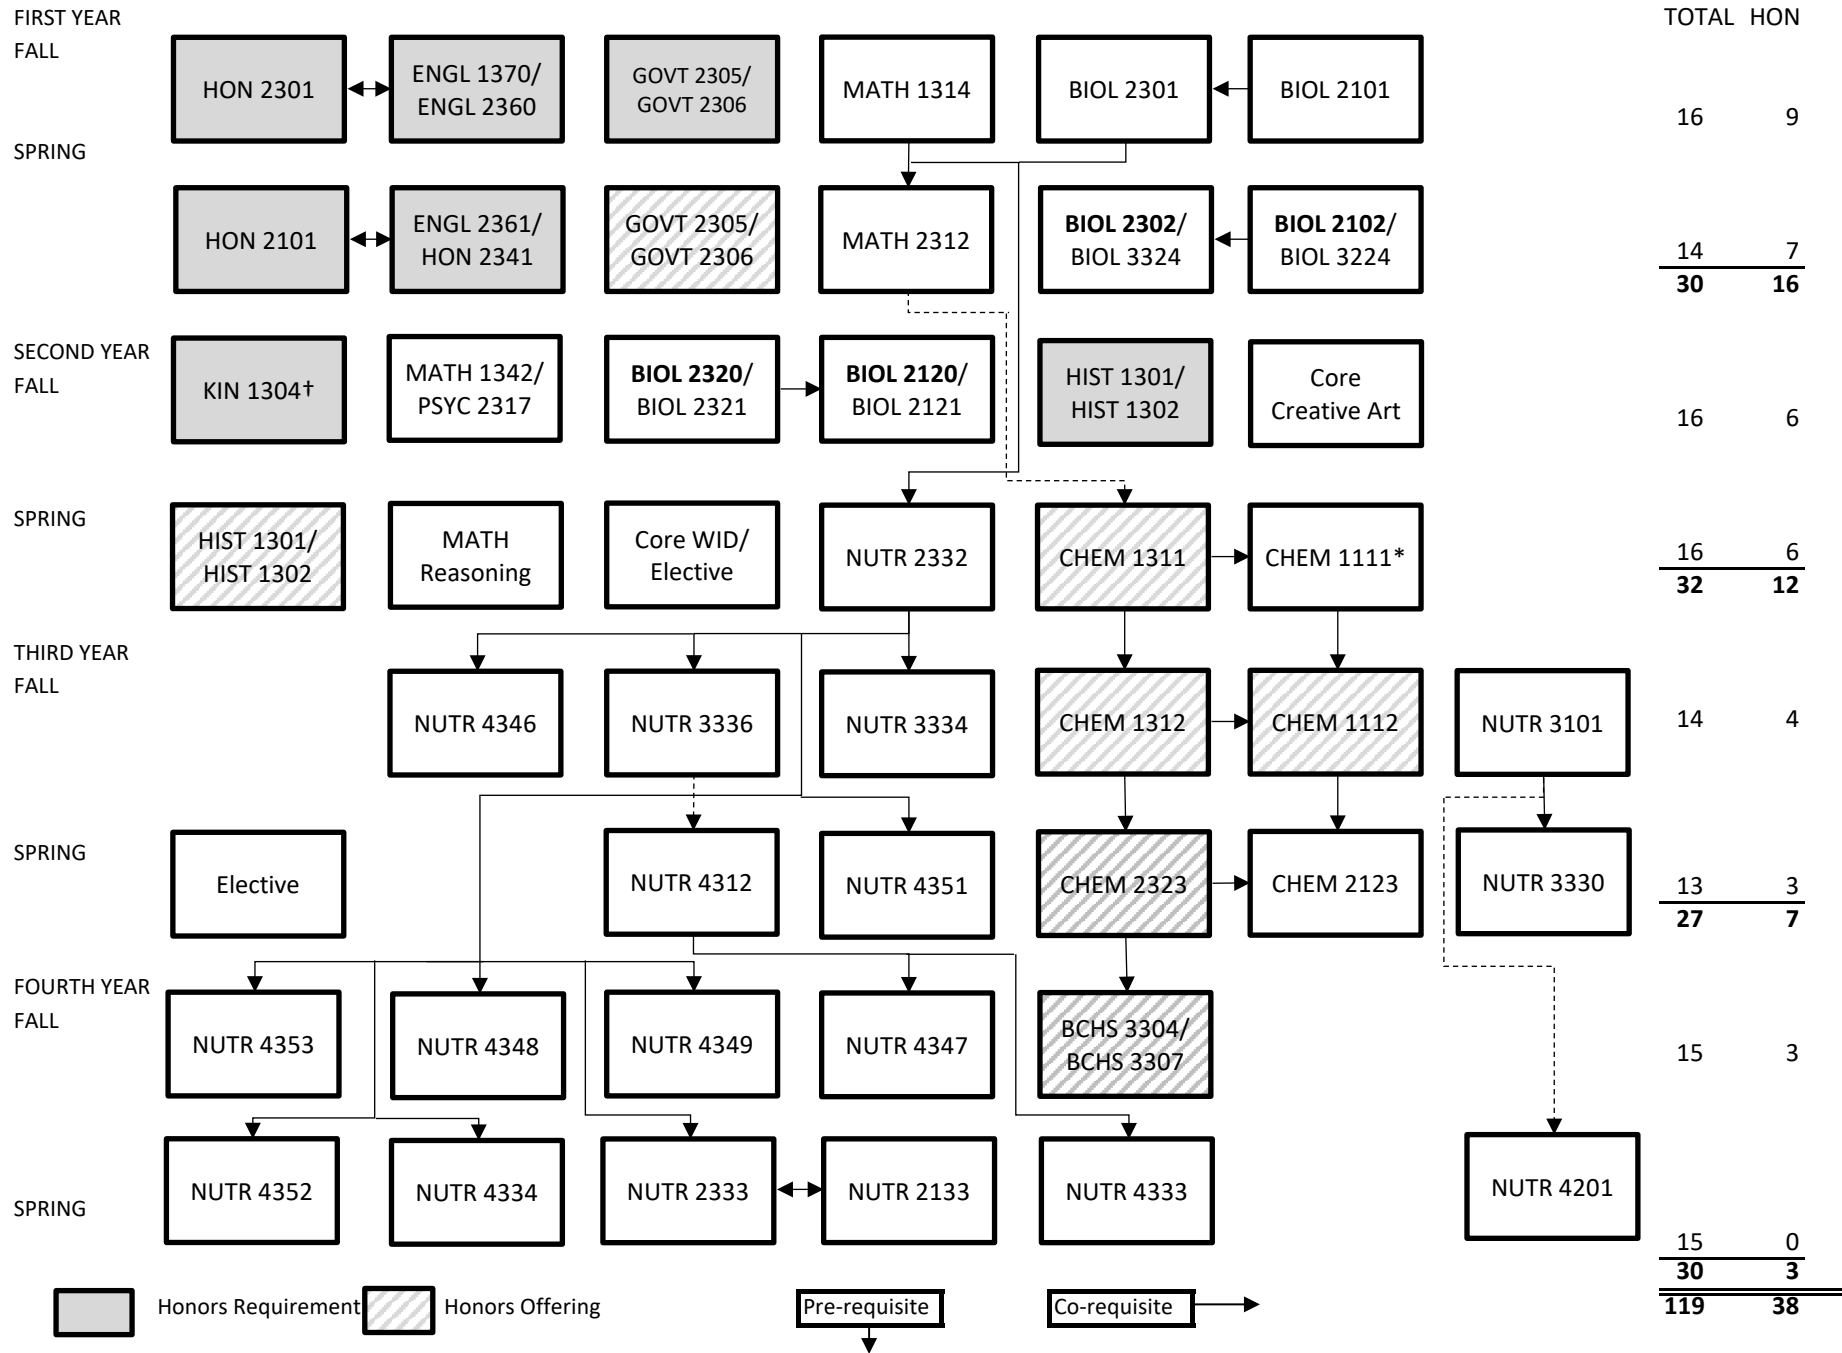 FIRST YEAR
TOTAL HON
FALL
HON 2301
ENGL 1370/
ENGL 2360
GOVT 2305/
GOVT 2306
MATH 1314
BIOL 2301
BIOL 2101
16 9
SPRING
HON 2101
ENGL 2361/
HON 2341
GOVT 2305/
GOVT 2306
MATH 2312
BIOL 2302/
BIOL 3324
BIOL 2102/
BIOL 3224
14 7
30 16
SECOND YEAR
FALL
KIN 1304†
MATH 1342/
PSYC 2317
BIOL 2320/
BIOL 2321
BIOL 2120/
BIOL 2121
HIST 1301/
HIST 1302
Core
Creative Art
16 6
SPRING
HIST 1301/
HIST 1302
MATH
Reasoning
Core WID/
Elective
NUTR 2332
CHEM 1311
CHEM 1111*
16 6
32 12
THIRD YEAR
FALL
NUTR 4346
NUTR 3336
NUTR 3334
CHEM 1312
CHEM 1112
NUTR 3101
14 4
SPRING
Elective
NUTR 4312
NUTR 4351
CHEM 2323
CHEM 2123
NUTR 3330
13 3
27 7
FOURTH YEAR
FALL
NUTR 4353
NUTR 4348
NUTR 4349
NUTR 4347
BCHS 3304/
BCHS 3307
15 3
SPRING
NUTR 4352
NUTR 4334
NUTR 2333
NUTR 2133
NUTR 4333
NUTR 4201
15 0
30 3
119 38
Honors Requirement
Honors Offering
Pre-requisite
Co-requisite